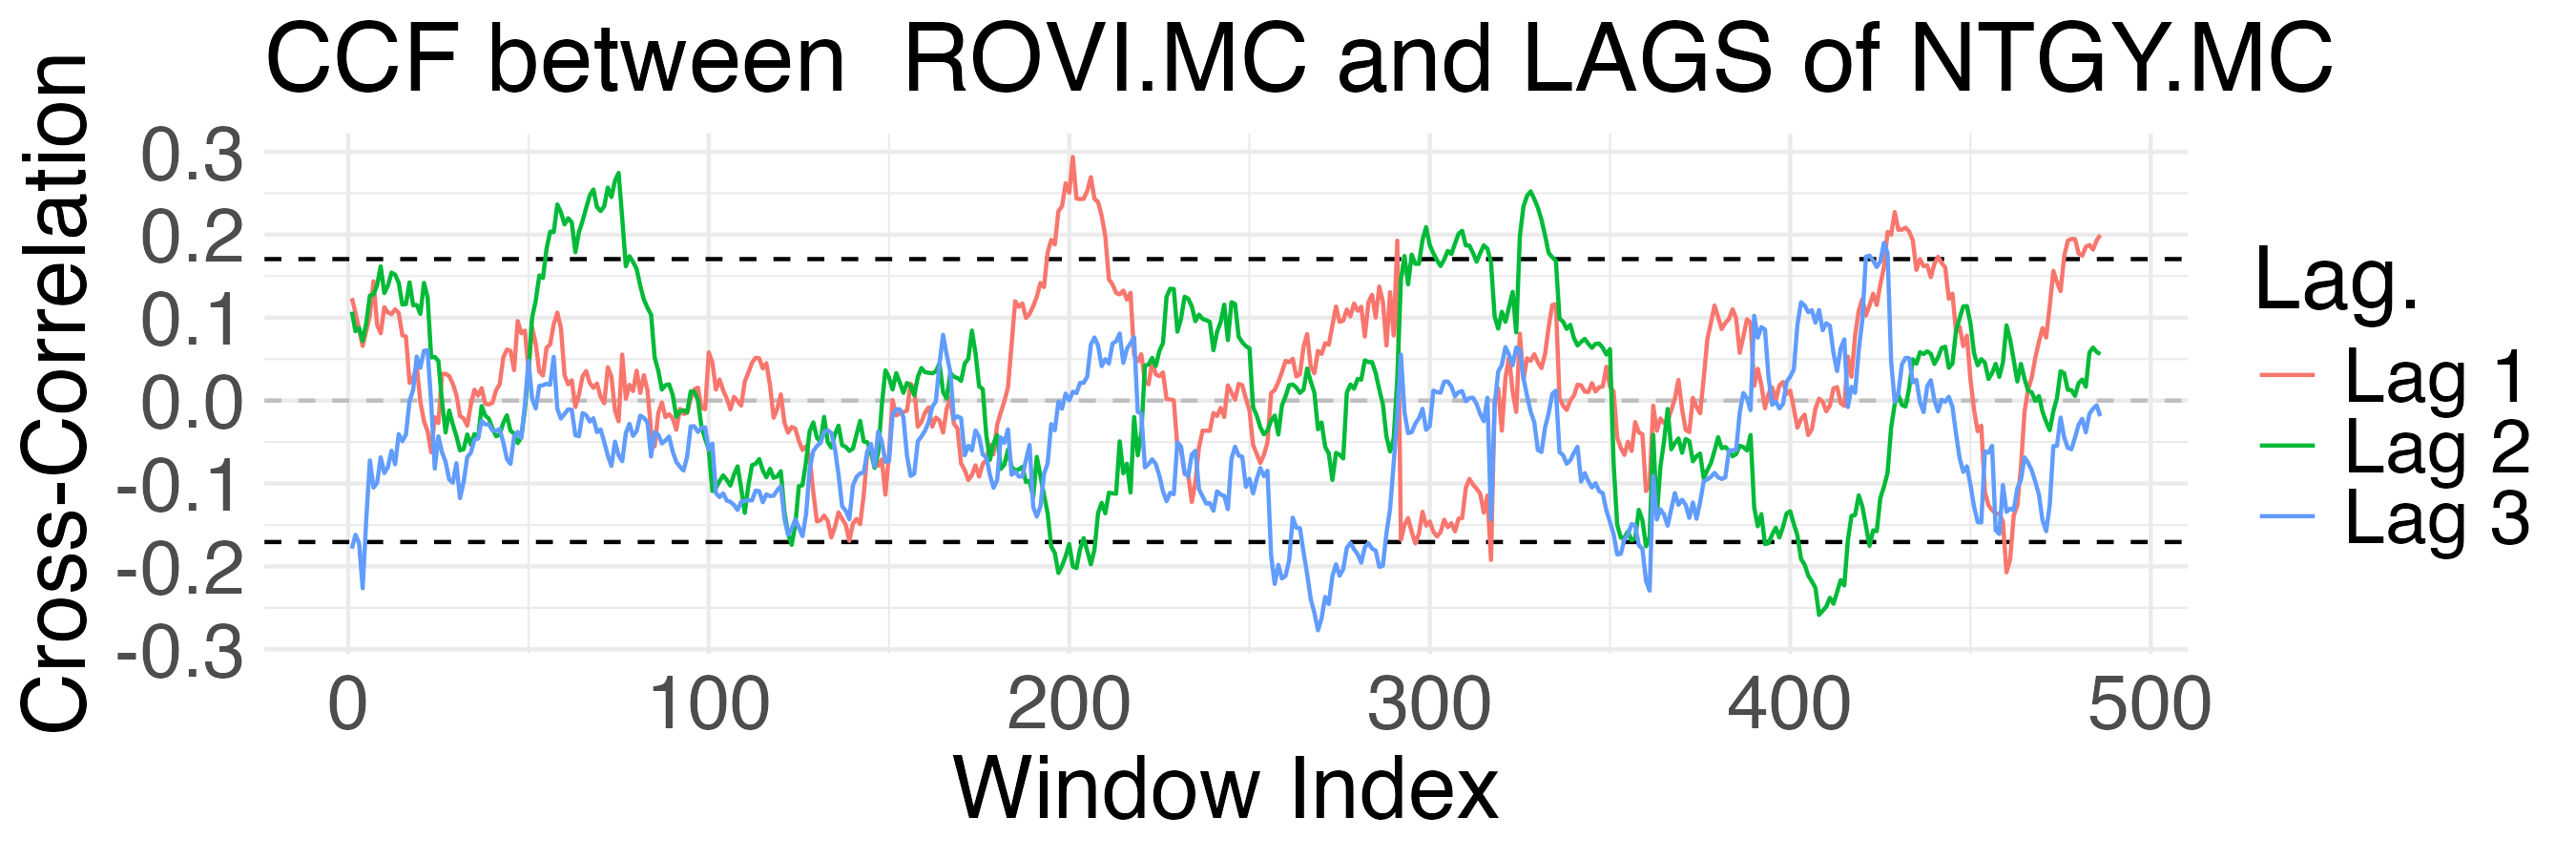 CCF between  ROVI.MC and LAGS of NTGY.MC
Cross-Correlation
0.3
0.2
0.1
0.0
-0.1
-0.2
-0.3
0 100 200 300 400 500
Window Index
Lag.
Lag 1
Lag 2
Lag 3